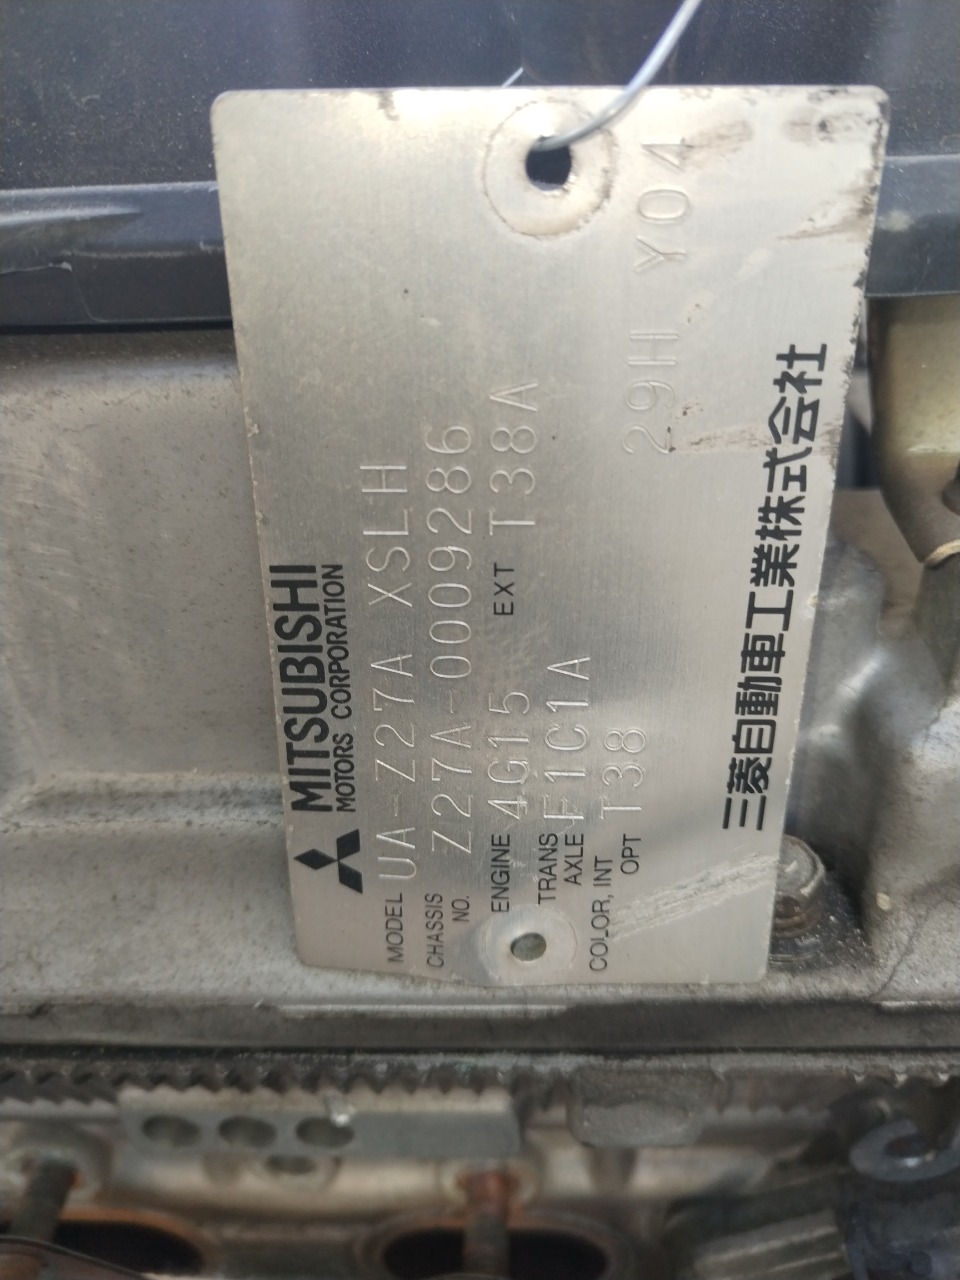 MITSUBISHI
MOTORS CORPORATION
MODEL UA-Z27A XSLH
CHASSIS NO. Z27A-0009286
ENGINE 4G15 EXT T38A
TRANS AXLE F1C1A
COLOR, INT OPT T38 29H Y04
三菱自動車工業株式会社